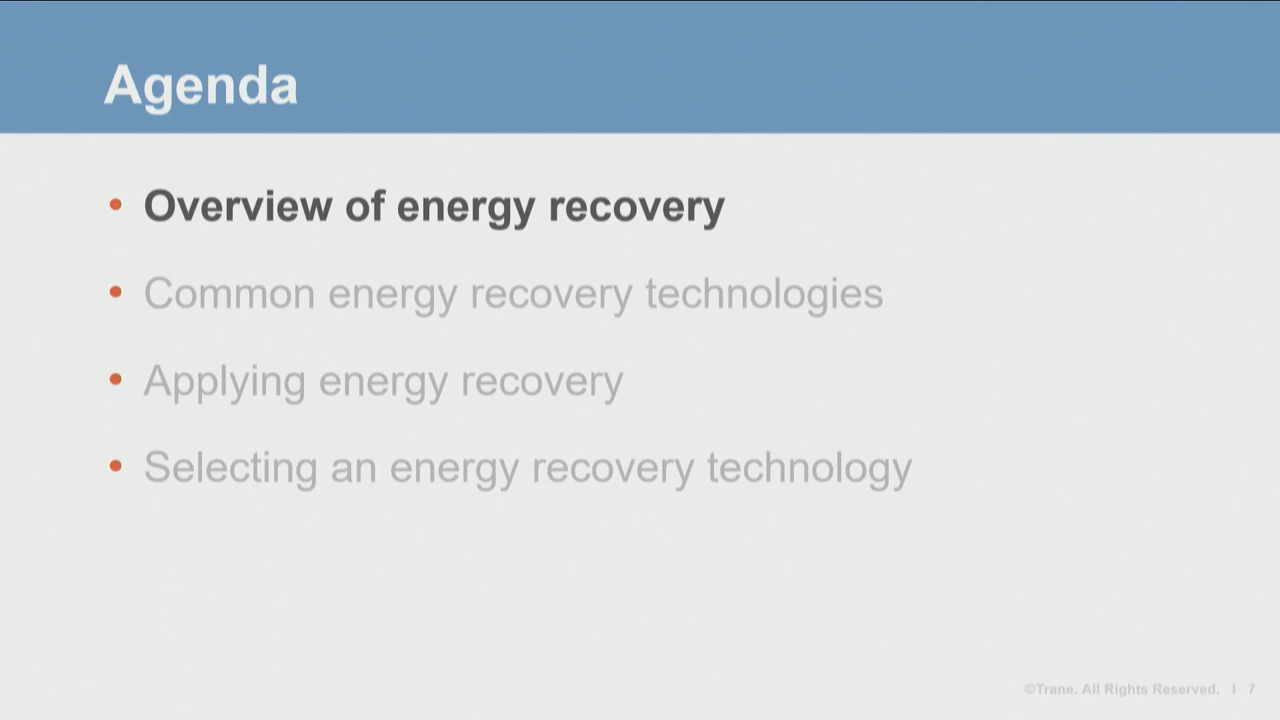 Agenda
• Overview of energy recovery
• Common energy recovery technologies
• Applying energy recovery
• Selecting an energy recovery technology
©Trane. All Rights Reserved. | 7